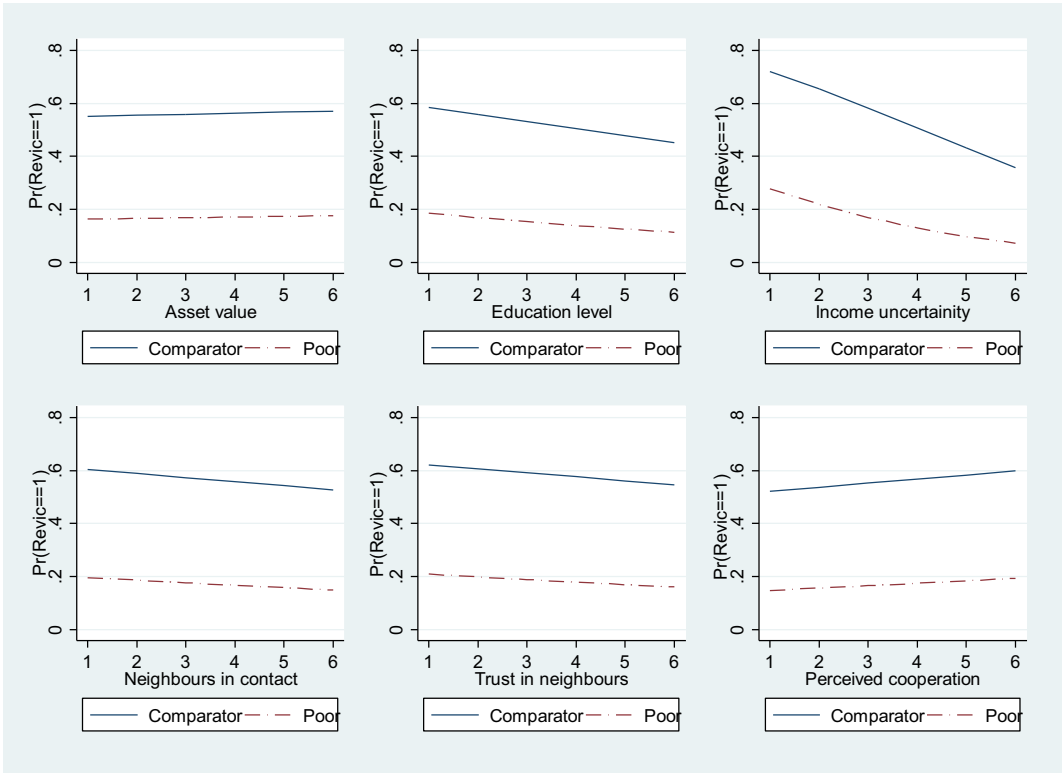 Pr(Revic==1)
.8
.6
.4
.2
0
1 2 3 4 5 6
Asset value
Comparator Poor
Pr(Revic==1)
.8
.6
.4
.2
0
1 2 3 4 5 6
Education level
Comparator Poor
Pr(Revic==1)
.8
.6
.4
.2
0
1 2 3 4 5 6
Income uncertainity
Comparator Poor
Pr(Revic==1)
.8
.6
.4
.2
0
1 2 3 4 5 6
Neighbours in contact
Comparator Poor
Pr(Revic==1)
.8
.6
.4
.2
0
1 2 3 4 5 6
Trust in neighbours
Comparator Poor
Pr(Revic==1)
.8
.6
.4
.2
0
1 2 3 4 5 6
Perceived cooperation
Comparator Poor